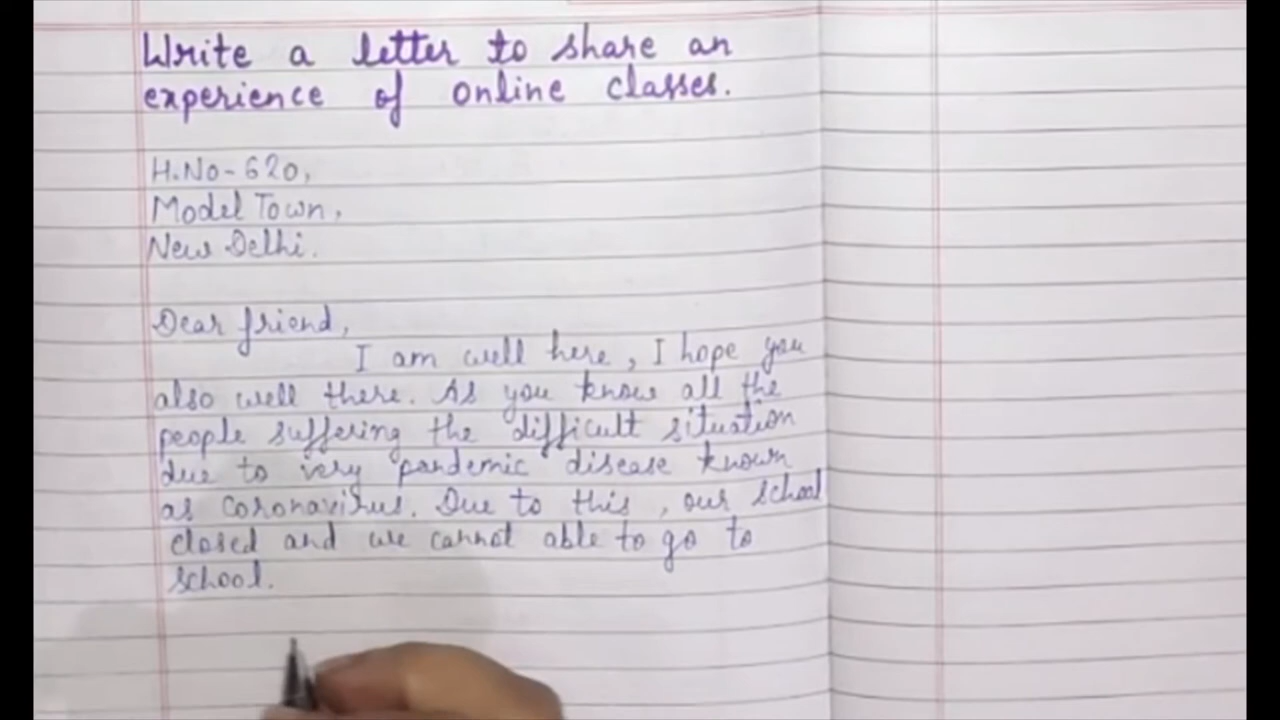 Write a letter to share an
experience of online classes.
H.No-620,
Model Town,
New Delhi.
Dear friend,
I am well here, I hope you
also well there. As you know all the
people suffering the difficult situation
due to very pandemic disease known
as coronavirus. Due to this, our school
closed and we cannot able to go to
school.